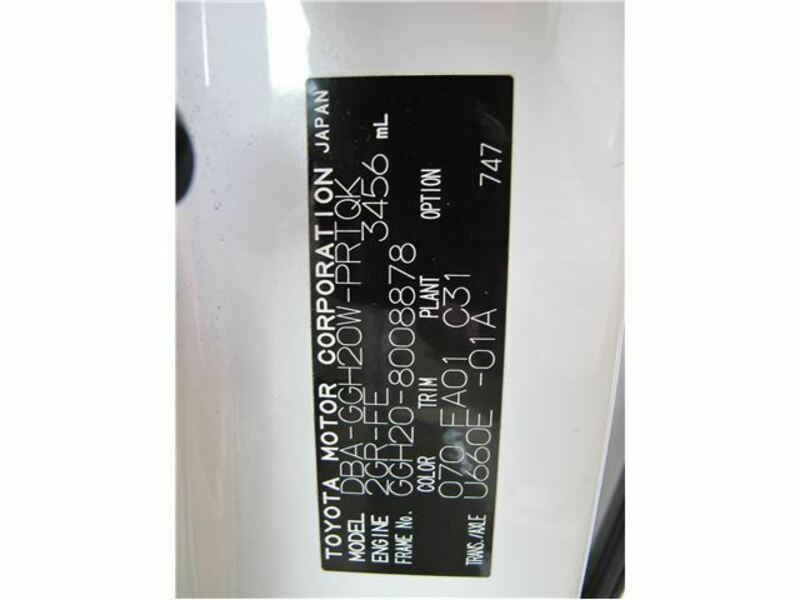 TOYOTA MOTOR CORPORATION JAPAN
MODEL DBA-GGH20W-PRTQK
ENGINE 2GR-FE 3456 mL
FRAME No. GGH20-8008878
COLOR TRIM PLANT OPTION
070 FA01 C31
TRANS./AXLE U660E -01A 747